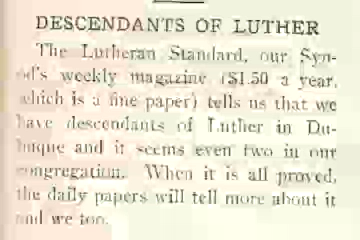 DESCENDANTS OF LUTHER
The Lutheran Standard, our Syn-
od's weekly magazine ($1.50 a year,
which is a fine paper) tells us that we
have descendants of Luther in Du-
buque and it seems even two in our
congregation. When it is all proved,
the daily papers will tell more about it
and we too.